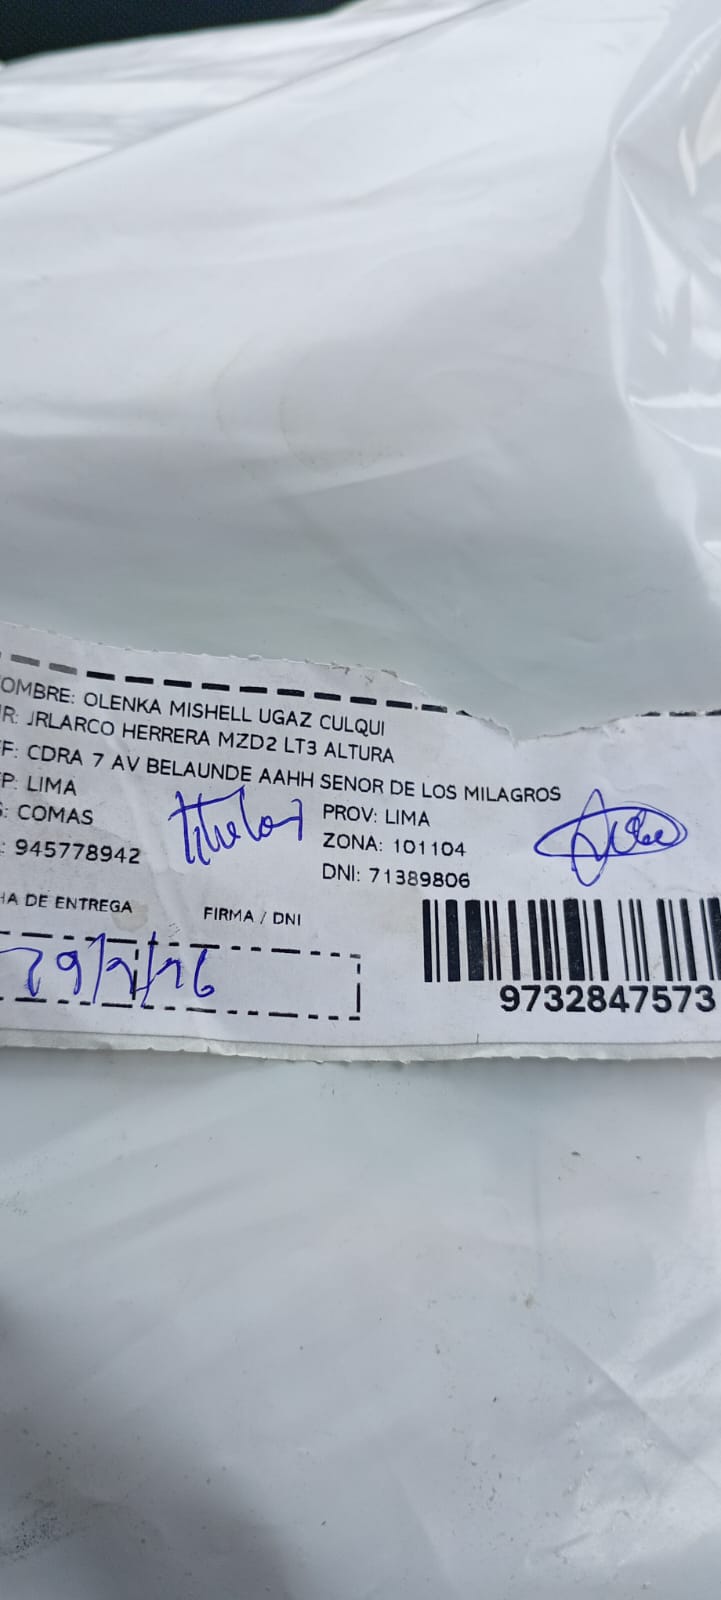 OMBRE: OLENKA MISHELL UGAZ CULQUI
R: JRLARCO HERRERA MZD2 LT3 ALTURA
F: CDRA 7 AV BELAUNDE AAHH SENOR DE LOS MILAGROS
P: LIMA
PROV: LIMA
: COMAS
ZONA: 101104
: 945778942
DNI: 71389806
titular
HA DE ENTREGA
FIRMA / DNI
9732847573